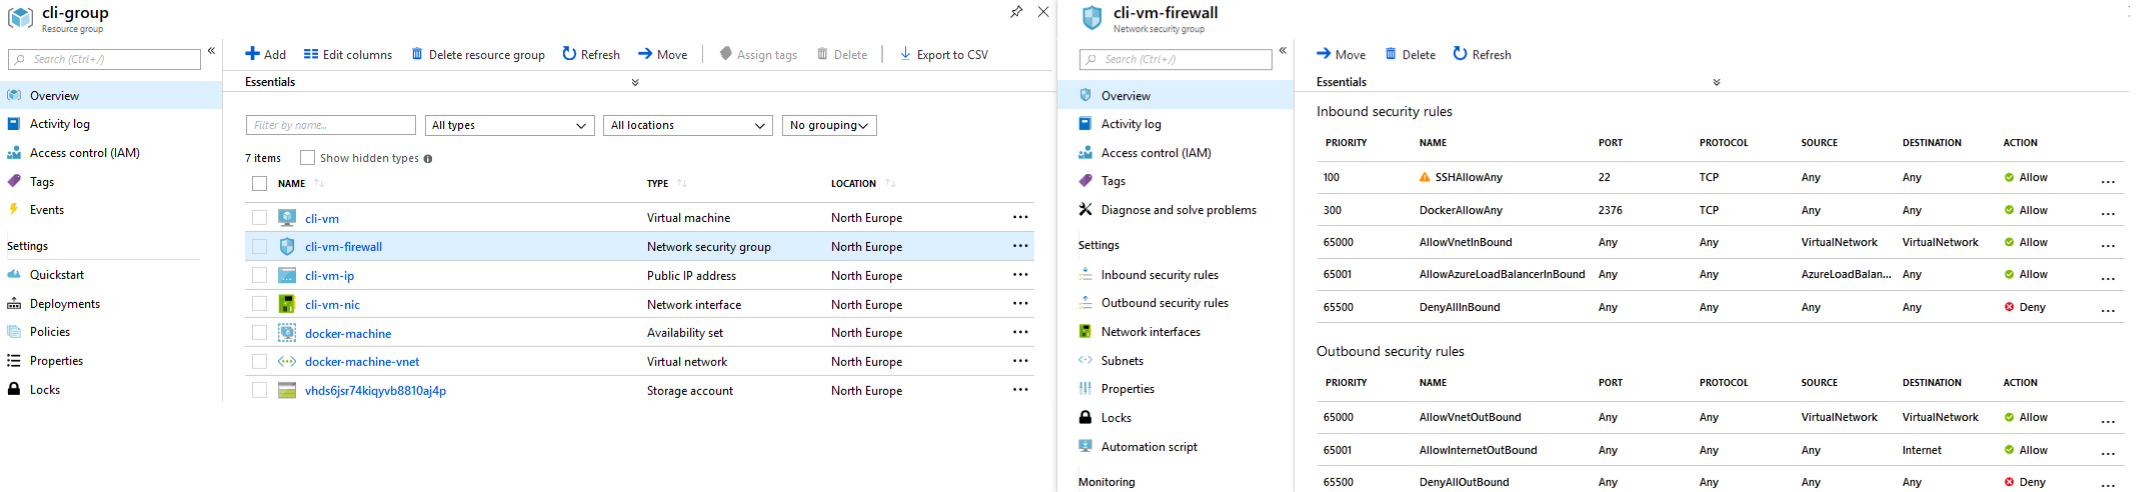 cli-group
Resource group
Search (Ctrl+/)
Overview
Activity log
Access control (IAM)
Tags
Events
Settings
Quickstart
Deployments
Policies
Properties
Locks
Add Edit columns Delete resource group Refresh Move Assign tags Delete Export to CSV
Essentials
Filter by name... All types All locations No grouping
7 items Show hidden types
NAME TYPE LOCATION
cli-vm Virtual machine North Europe
cli-vm-firewall Network security group North Europe
cli-vm-ip Public IP address North Europe
cli-vm-nic Network interface North Europe
docker-machine Availability set North Europe
docker-machine-vnet Virtual network North Europe
vhds6jsr74kiqyvb8810aj4p Storage account North Europe
cli-vm-firewall
Network security group
Search (Ctrl+/)
Overview
Activity log
Access control (IAM)
Tags
Diagnose and solve problems
Settings
Inbound security rules
Outbound security rules
Network interfaces
Subnets
Properties
Locks
Automation script
Monitoring
Move Delete Refresh
Essentials
Inbound security rules
PRIORITY NAME PORT PROTOCOL SOURCE DESTINATION ACTION
100 SSHAllowAny 22 TCP Any Any Allow
300 DockerAllowAny 2376 TCP Any Any Allow
65000 AllowVnetInBound Any Any VirtualNetwork VirtualNetwork Allow
65001 AllowAzureLoadBalancerInBound Any Any AzureLoadBalan... Any Allow
65500 DenyAllInBound Any Any Any Any Deny
Outbound security rules
PRIORITY NAME PORT PROTOCOL SOURCE DESTINATION ACTION
65000 AllowVnetOutBound Any Any VirtualNetwork VirtualNetwork Allow
65001 AllowInternetOutBound Any Any Any Internet Allow
65500 DenyAllOutBound Any Any Any Any Deny